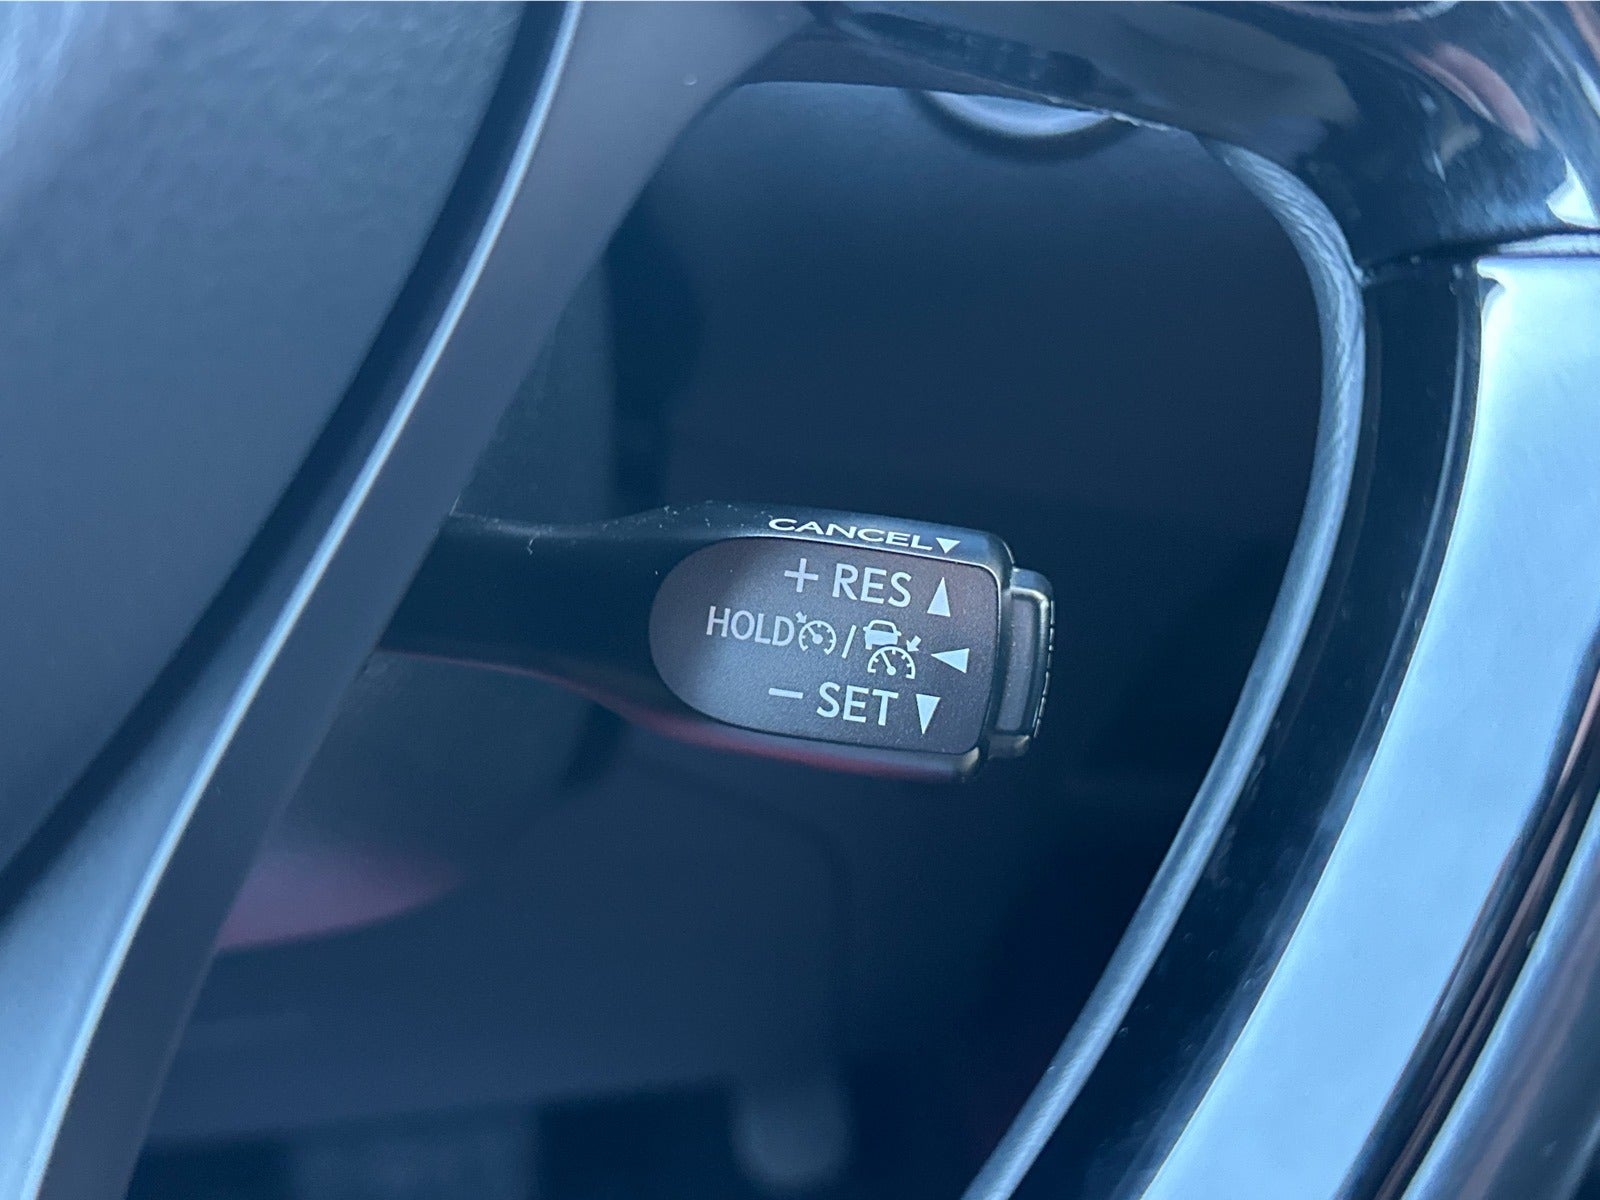 CANCEL▼
+ RES ▲
HOLD / ◀
− SET ▼